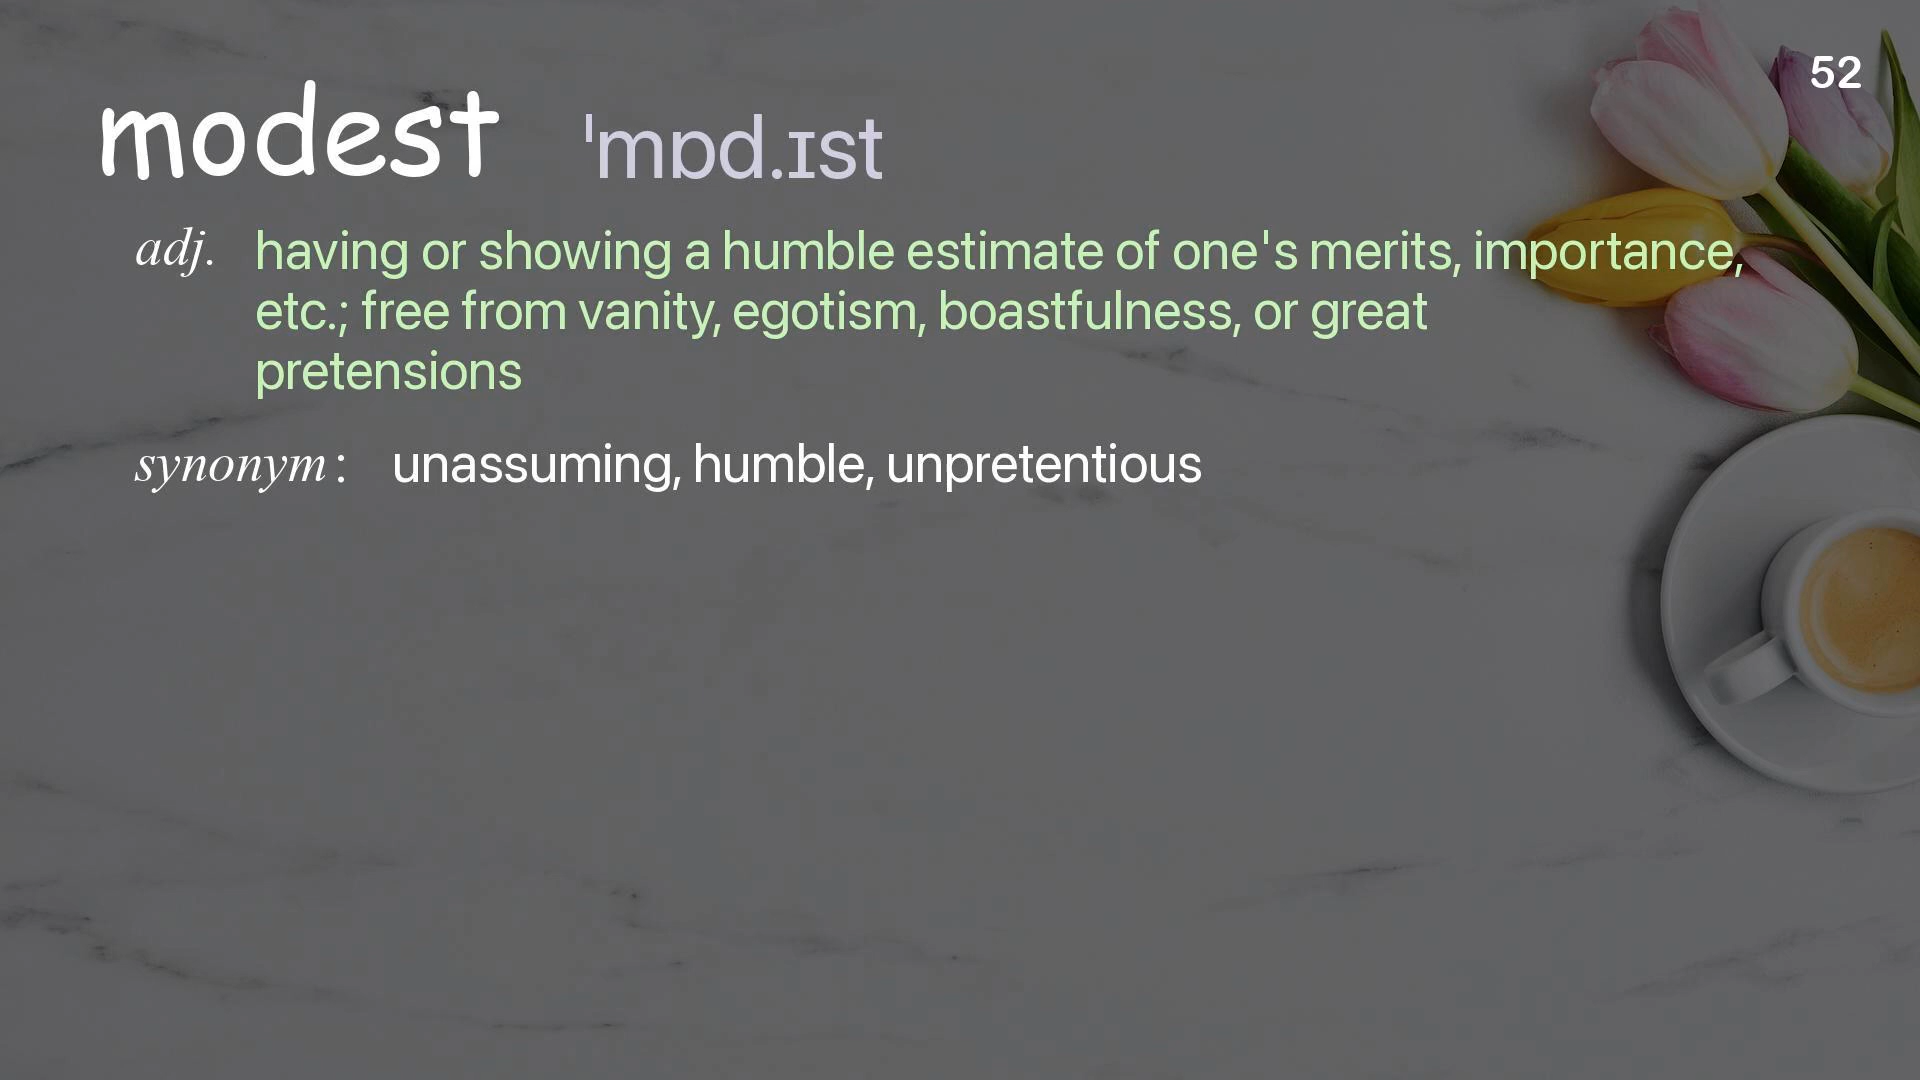 52
modest ˈmɒd.ɪst
adj. having or showing a humble estimate of one's merits, importance,
etc.; free from vanity, egotism, boastfulness, or great
pretensions
synonym: unassuming, humble, unpretentious